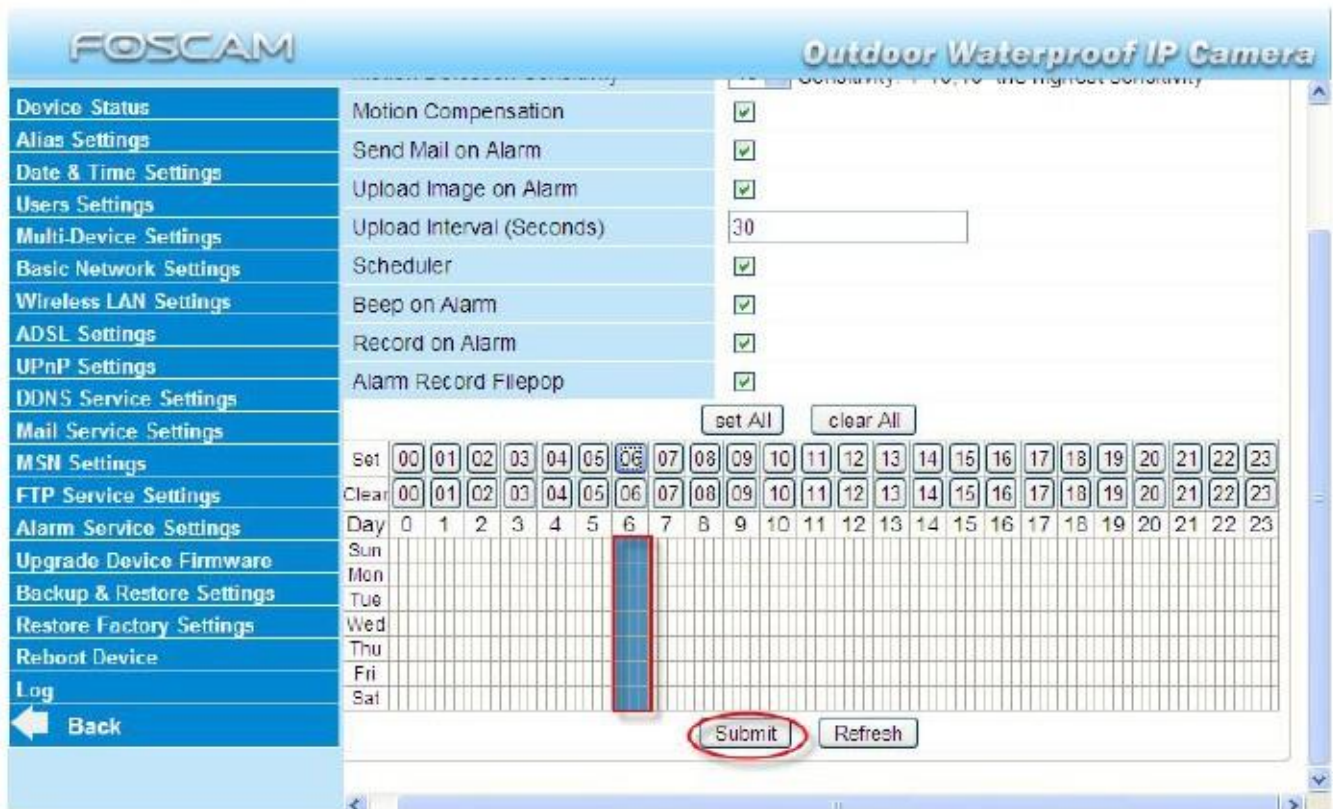 FOSCAM
Outdoor Waterproof IP Camera
Device Status
Alias Settings
Date & Time Settings
Users Settings
Multi-Device Settings
Basic Network Settings
Wireless LAN Settings
ADSL Settings
UPnP Settings
DDNS Service Settings
Mail Service Settings
MSN Settings
FTP Service Settings
Alarm Service Settings
Upgrade Device Firmware
Backup & Restore Settings
Restore Factory Settings
Reboot Device
Log
Back
Motion Compensation
Send Mail on Alarm
Upload Image on Alarm
Upload Interval (Seconds) 30
Scheduler
Beep on Alarm
Record on Alarm
Alarm Record Filepop
set All clear All
Set 00 01 02 03 04 05 06 07 08 09 10 11 12 13 14 15 16 17 18 19 20 21 22 23
Clear 00 01 02 03 04 05 06 07 08 09 10 11 12 13 14 15 16 17 18 19 20 21 22 23
Day 0 1 2 3 4 5 6 7 8 9 10 11 12 13 14 15 16 17 18 19 20 21 22 23
Sun
Mon
Tue
Wed
Thu
Fri
Sat
Submit Refresh